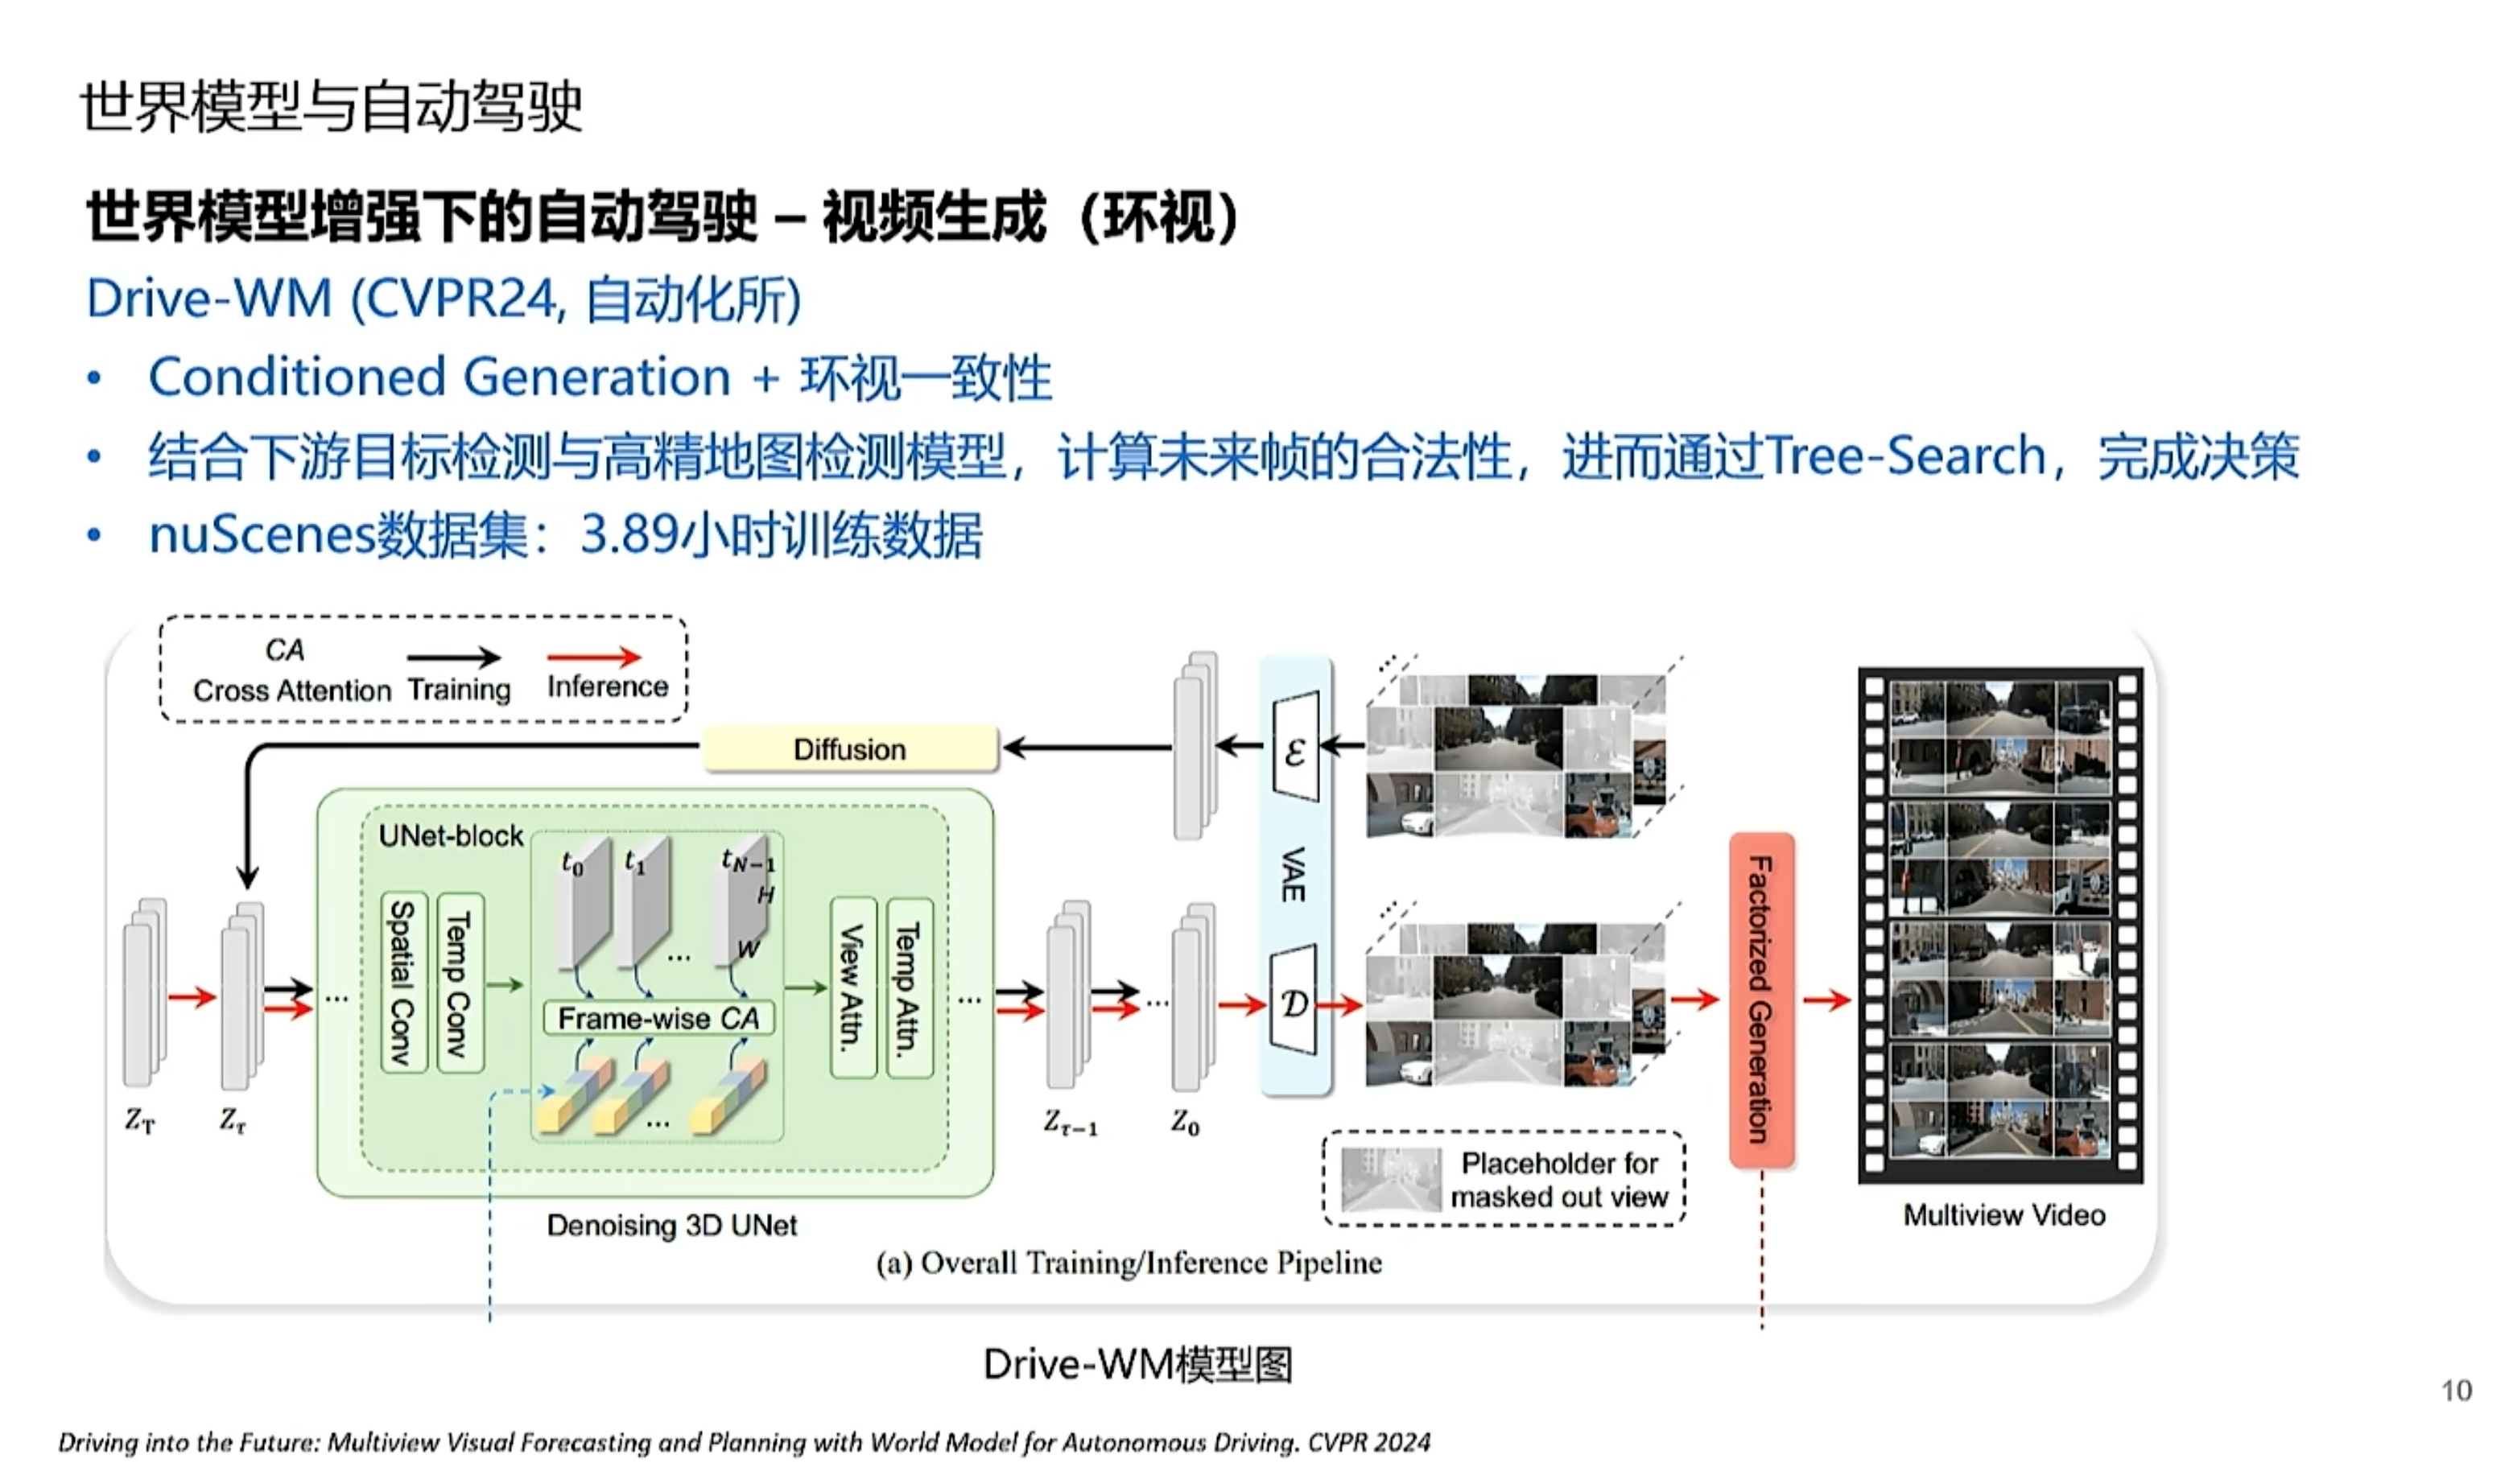 世界模型与自动驾驶
世界模型增强下的自动驾驶 – 视频生成（环视）
Drive-WM (CVPR24, 自动化所)
• Conditioned Generation + 环视一致性
• 结合下游目标检测与高精地图检测模型，计算未来帧的合法性，进而通过Tree-Search，完成决策
• nuScenes数据集：3.89小时训练数据
CA
Cross Attention
Training
Inference
Diffusion
ℰ
VAE
𝒟
UNet-block
Spatial Conv
Temp Conv
t₀
t₁
...
t_{N−1}
H
W
Frame-wise CA
...
View Attn.
Temp Attn.
...
...
...
Z_T
Z_τ
Z_{τ−1}
Z₀
Denoising 3D UNet
Placeholder for
masked out view
Factorized Generation
Multiview Video
(a) Overall Training/Inference Pipeline
Drive-WM模型图
10
Driving into the Future: Multiview Visual Forecasting and Planning with World Model for Autonomous Driving. CVPR 2024